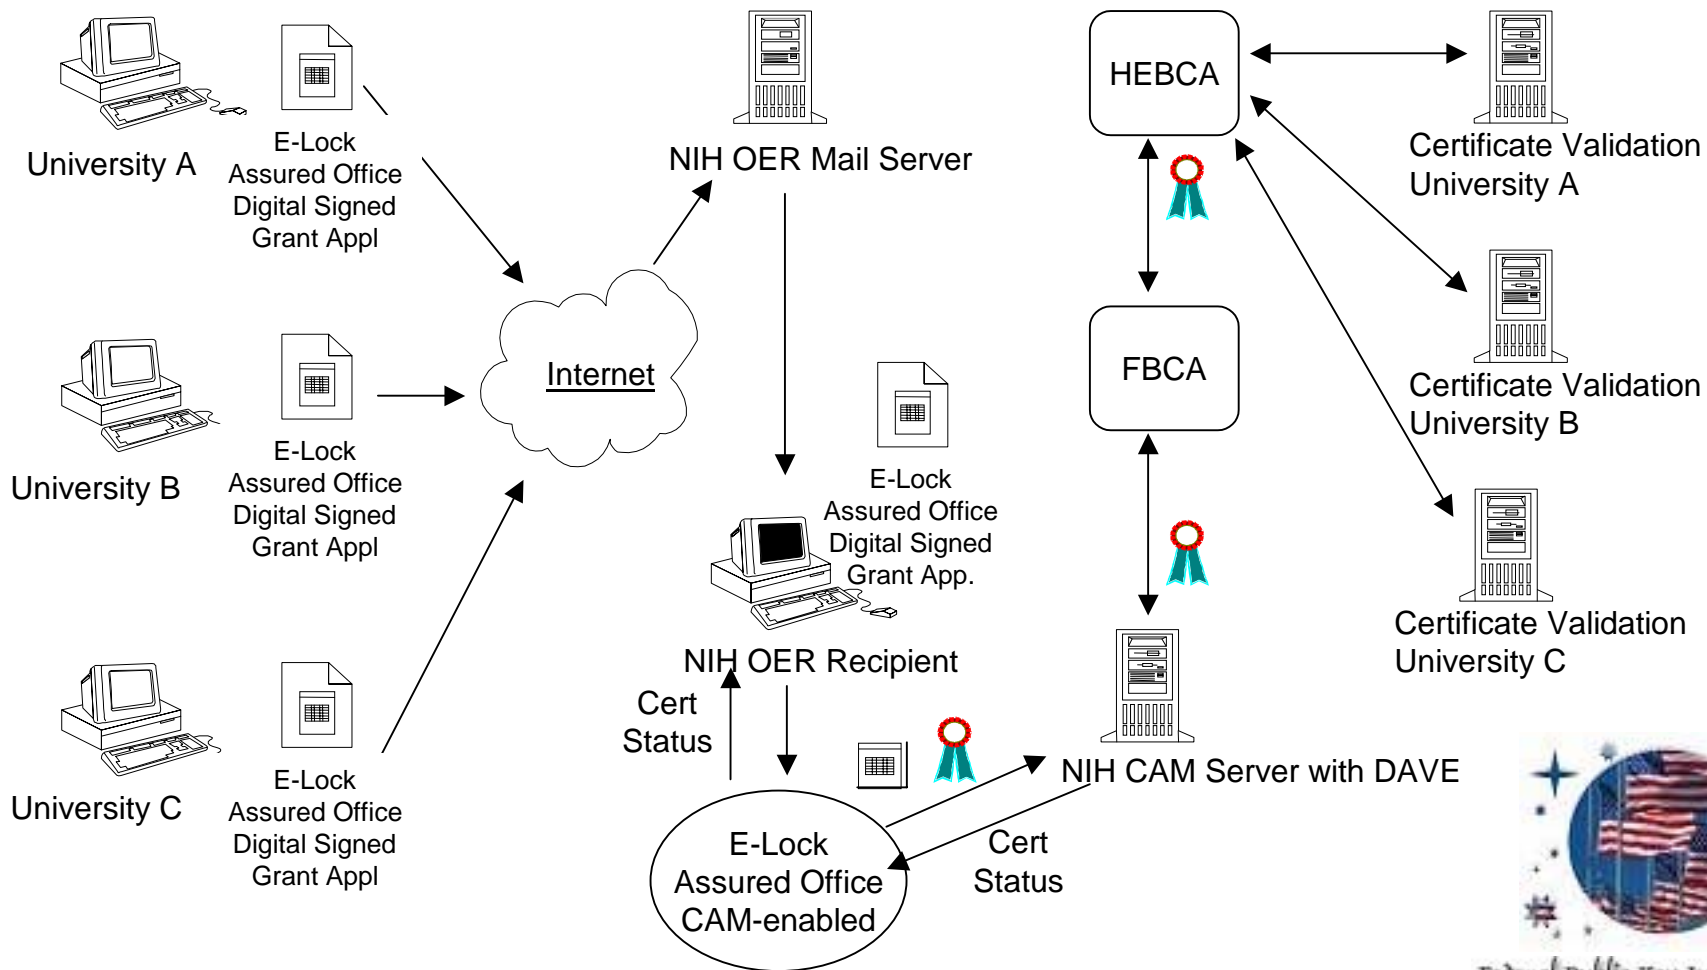 University A
E-Lock
Assured Office
Digital Signed
Grant Appl
University B
E-Lock
Assured Office
Digital Signed
Grant Appl
University C
E-Lock
Assured Office
Digital Signed
Grant Appl
Internet
NIH OER Mail Server
E-Lock
Assured Office
Digital Signed
Grant App.
NIH OER Recipient
Cert
Status
E-Lock
Assured Office
CAM-enabled
Cert
Status
NIH CAM Server with DAVE
HEBCA
FBCA
Certificate Validation
University A
Certificate Validation
University B
Certificate Validation
University C